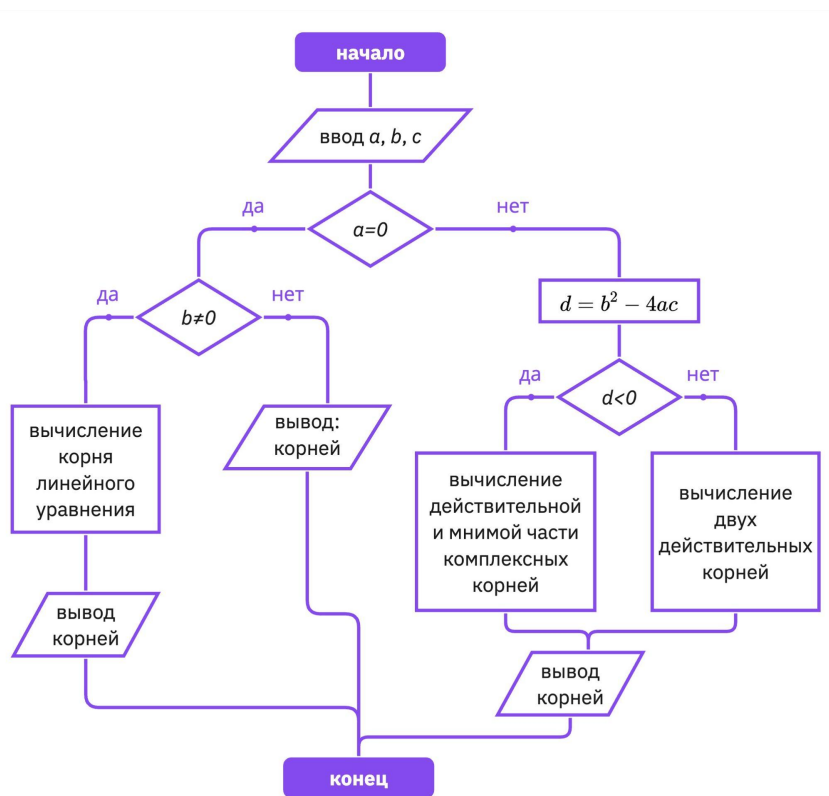 начало
ввод a, b, c
да
нет
a=0
да
нет
b≠0
d = b² − 4ac
да
нет
d<0
вычисление
корня
линейного
уравнения
вывод:
корней
вычисление
действительной
и мнимой части
комплексных
корней
вычисление
двух
действительных
корней
вывод
корней
вывод
корней
конец